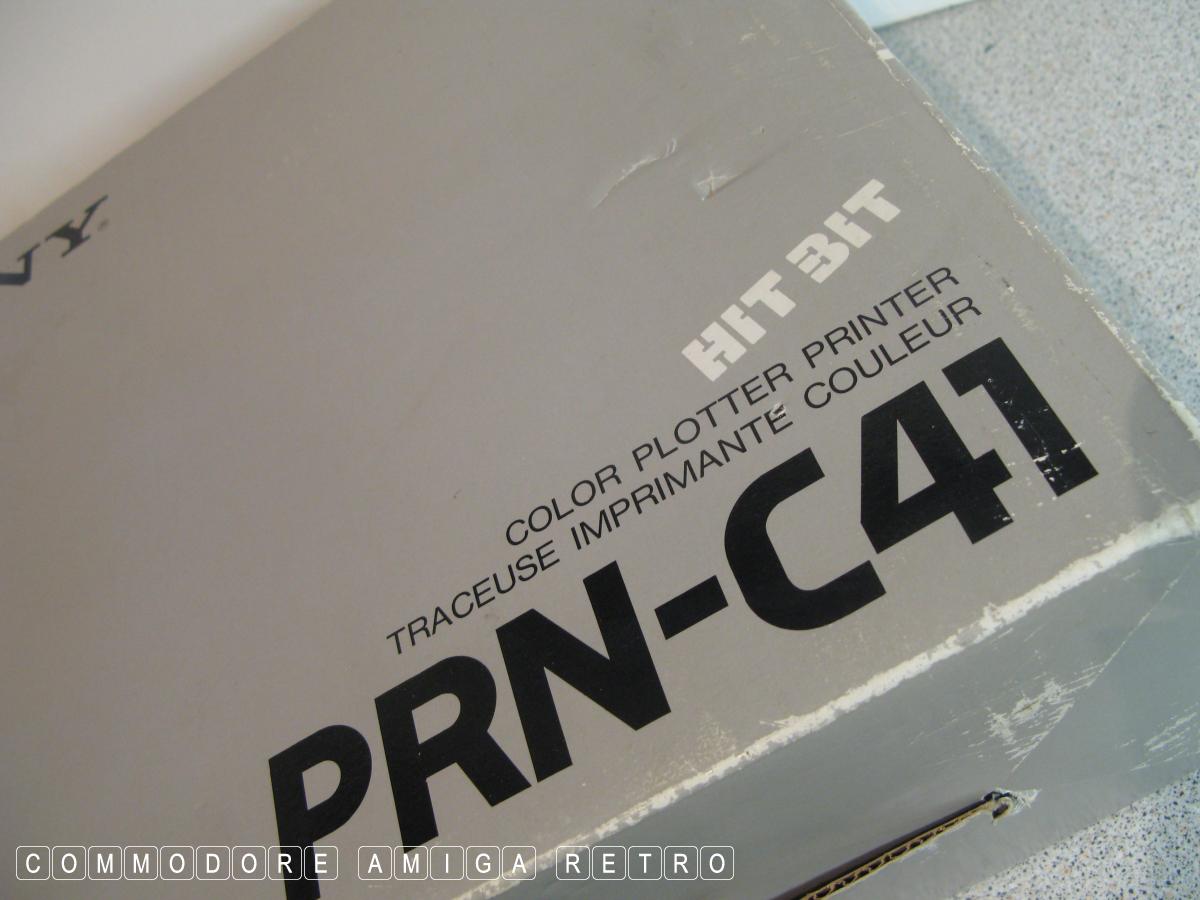 HIT BIT
COLOR PLOTTER PRINTER
TRACEUSE IMPRIMANTE COULEUR
PRN-C41
COMMODORE AMIGA RETRO